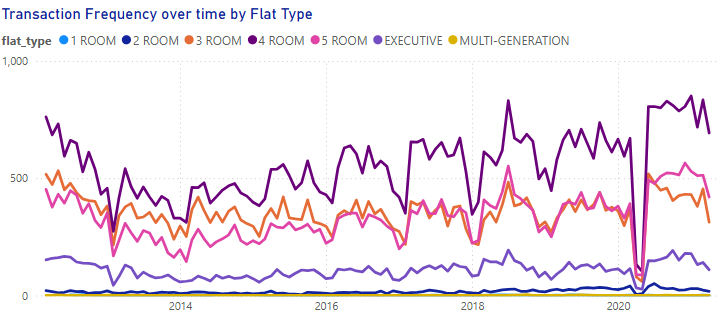 Transaction Frequency over time by Flat Type
flat_type 1 ROOM 2 ROOM 3 ROOM 4 ROOM 5 ROOM EXECUTIVE MULTI-GENERATION
1,000
500
0
2014 2016 2018 2020